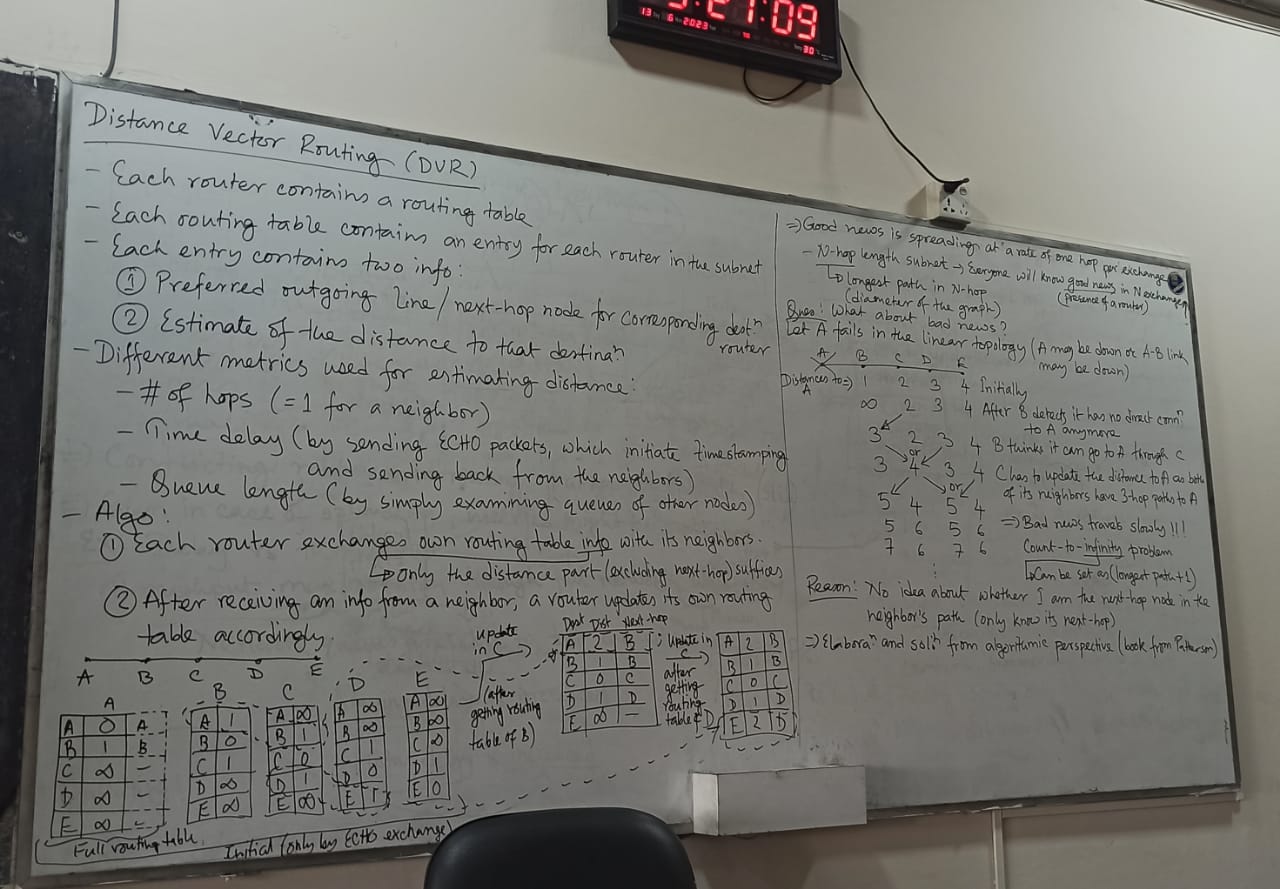 :21:09
13 6 2023
30
Distance Vector Routing (DVR)
- Each router contains a routing table
- Each routing table contains an entry for each router in the subnet
- Each entry contains two info:
① Preferred outgoing line/next-hop node for corresponding destⁿ router
② Estimate of the distance to that destinaⁿ
- Different metrics used for estimating distance:
- # of hops (=1 for a neighbor)
- Time delay (by sending ECHO packets, which initiate timestamping
and sending back from the neighbors)
- Queue length (by simply examining queues of other nodes)
- Algo:
① Each router exchanges own routing table info with its neighbors.
↳ Only the distance part (excluding next-hop) suffices
② After receiving an info from a neighbor, a router updates its own routing
table accordingly.
A B C D E
A
A 0 A
B 1 B
C ∞ -
D ∞ -
E ∞ -
Full routing table
B
A 1
B 0
C 1
D ∞
E ∞
C
A ∞
B 1
C 0
D 1
E ∞
D
A ∞
B ∞
C 1
D 0
E 1
E
A ∞
B ∞
C ∞
D 1
E 0
Initial (only by ECHO exchange)
update in C
(after getting routing table of B)
Dest Dist Next-hop
A 2 B
B 1 B
C 0 C
D 1 D
E ∞ -
update in C
after getting routing table of D
A 2 B
B 1 B
C 0 C
D 1 D
E 2 D
⇒ Good news is spreading at a rate of one hop per exchange
- N-hop length subnet → Everyone will know good news in N exchanges
(presence of a router)
↳ longest path in N-hop
(diameter of the graph)
Ques: What about bad news?
Let A fails in the linear topology (A may be down or A-B link
may be down)
A B C D E
Distances to A ⇒ 1 2 3 4 Initially
∞ 2 3 4 After B detects it has no direct connⁿ
to A anymore
3 2 3 4 B thinks it can go to A through C
or
3 4 3 4 C has to update the distance to A as both
of its neighbors have 3-hop paths to A
or
5 4 5 4
5 6 5 6 ⇒ Bad news travels slowly!!!
7 6 7 6 Count-to-infinity problem
⋮
↳ Can be set as (longest path+1)
Reason: No idea about whether I am the next-hop node in the
neighbor's path (only know its next-hop)
⇒ Elaboraⁿ and solⁿ from algorithmic perspective (book from Patterson)